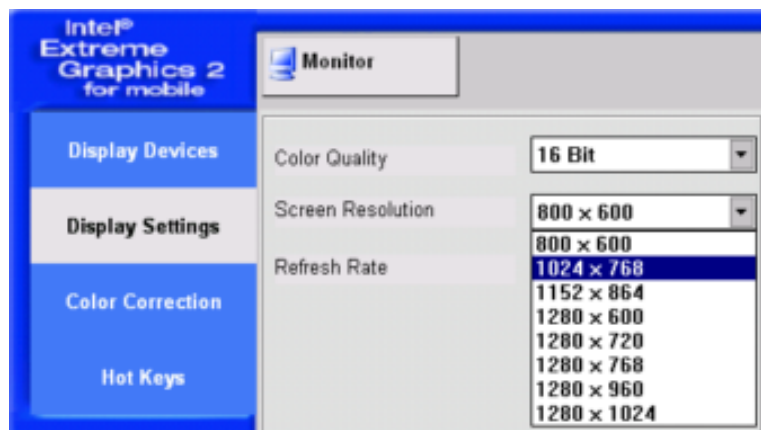 Intel®
Extreme
Graphics 2
for mobile
Monitor
Display Devices
Display Settings
Color Correction
Hot Keys
Color Quality
16 Bit
Screen Resolution
800 x 600
800 x 600
1024 x 768
1152 x 864
1280 x 600
1280 x 720
1280 x 768
1280 x 960
1280 x 1024
Refresh Rate